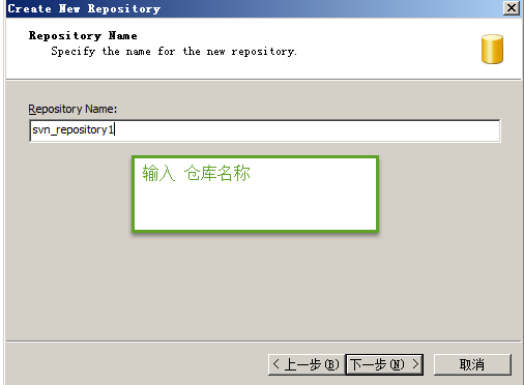 Create New Repository
Repository Name
Specify the name for the new repository.
Repository Name:
svn_repository1
输入 仓库名称
< 上一步(B) 下一步(N) > 取消